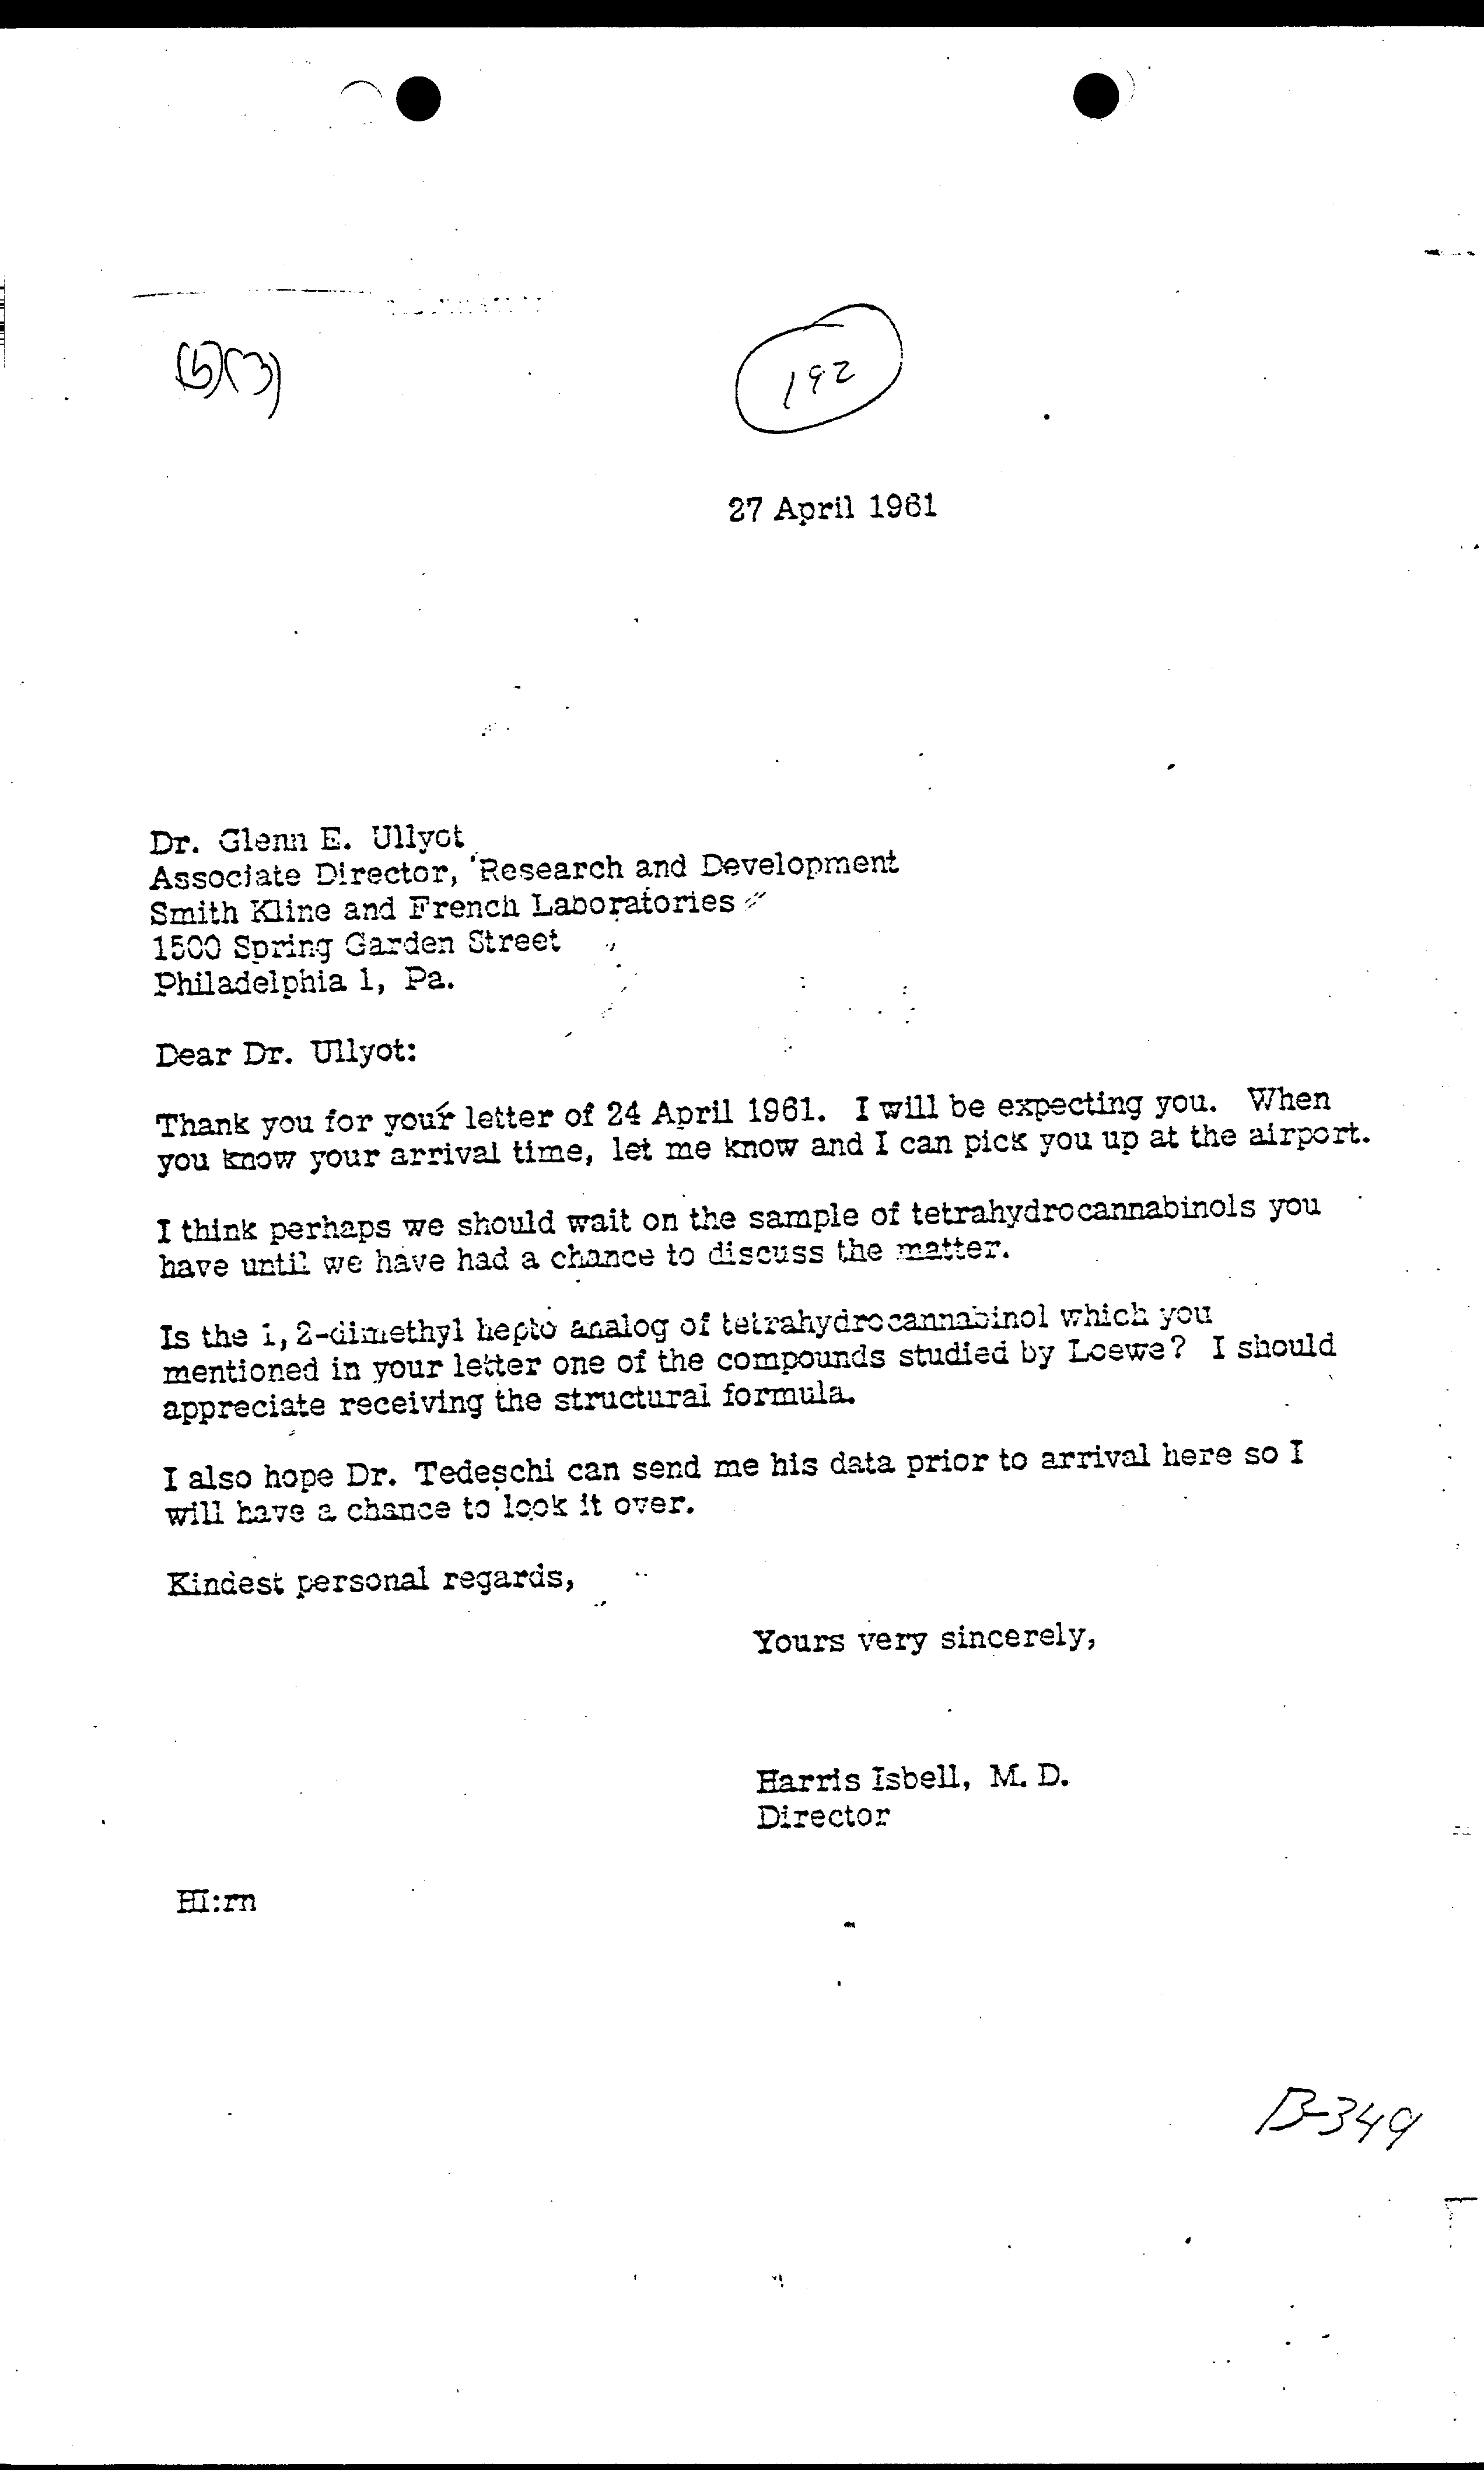 (b)(3)
192
27 April 1961
Dr. Glenn E. Ullyot
Associate Director, Research and Development
Smith Kline and French Laboratories
1500 Spring Garden Street
Philadelphia 1, Pa.
Dear Dr. Ullyot:
Thank you for your letter of 24 April 1961. I will be expecting you. When
you know your arrival time, let me know and I can pick you up at the airport.
I think perhaps we should wait on the sample of tetrahydrocannabinols you
have until we have had a chance to discuss the matter.
Is the 1, 2-dimethyl hepto analog of tetrahydrocannabinol which you
mentioned in your letter one of the compounds studied by Loewe? I should
appreciate receiving the structural formula.
I also hope Dr. Tedeschi can send me his data prior to arrival here so I
will have a chance to look it over.
Kindest personal regards,
Yours very sincerely,
Harris Isbell, M. D.
Director
HI:rn
B-349